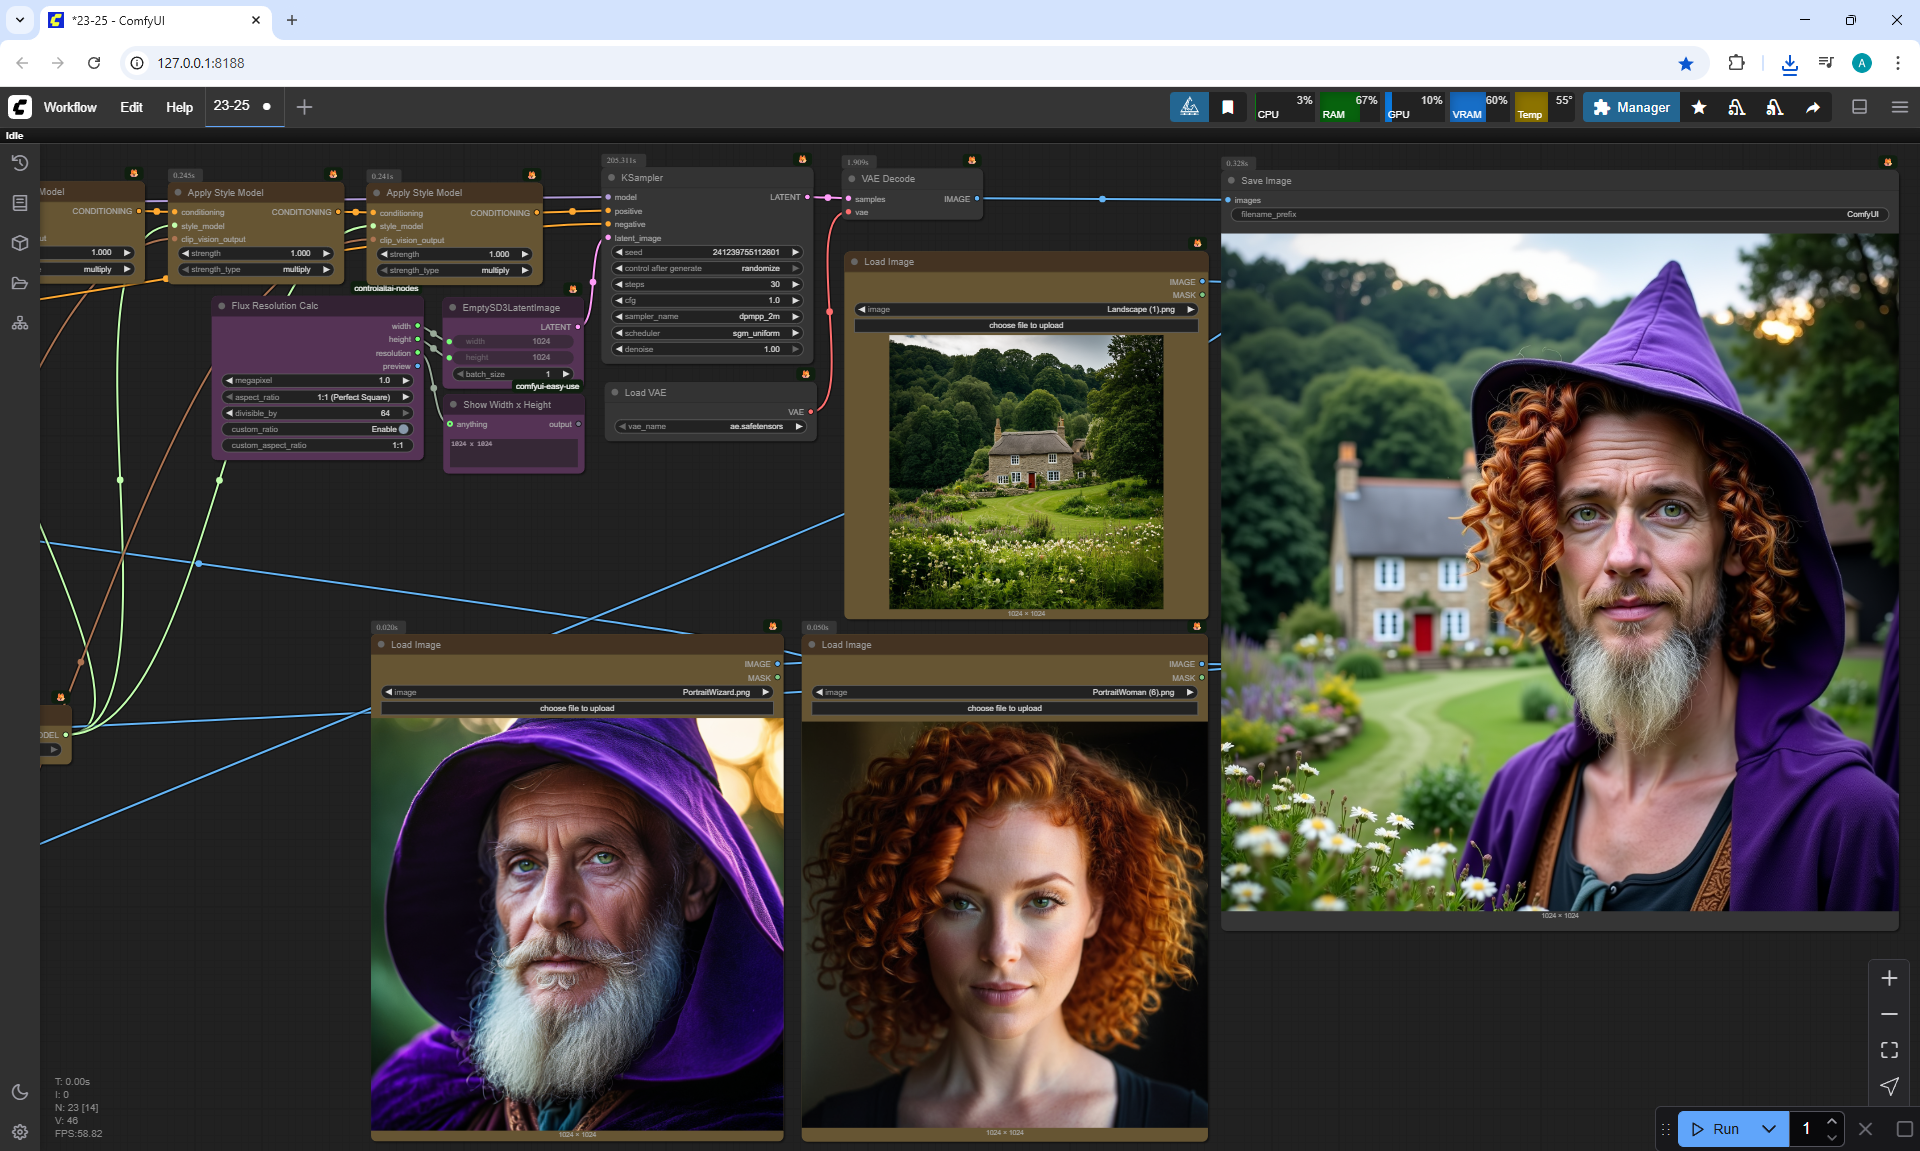 *23-25 - ComfyUI
127.0.0.1:8188
A
Workflow
Edit
Help
23-25
CPU
3%
RAM
67%
GPU
10%
VRAM
60%
Temp
55°
Manager
Idle
Model
CONDITIONING
1.000
multiply
0.245s
Apply Style Model
conditioning
CONDITIONING
style_model
clip_vision_output
strength
1.000
strength_type
multiply
0.241s
Apply Style Model
conditioning
CONDITIONING
style_model
clip_vision_output
strength
1.000
strength_type
multiply
controlaltai-nodes
Flux Resolution Calc
width
height
resolution
preview
megapixel
1.0
aspect_ratio
1:1 (Perfect Square)
divisible_by
64
custom_ratio
Enable
custom_aspect_ratio
1:1
EmptySD3LatentImage
LATENT
width
1024
height
1024
batch_size
1
comfyui-easy-use
Show Width x Height
anything
output
1024 x 1024
205.311s
KSampler
model
LATENT
positive
negative
latent_image
seed
241239755112601
control after generate
randomize
steps
30
cfg
1.0
sampler_name
dpmpp_2m
scheduler
sgm_uniform
denoise
1.00
Load VAE
VAE
vae_name
ae.safetensors
1.909s
VAE Decode
samples
IMAGE
vae
Load Image
IMAGE
MASK
image
Landscape (1).png
choose file to upload
1024 × 1024
0.328s
Save Image
images
filename_prefix
ComfyUI
1024 × 1024
0.020s
Load Image
IMAGE
MASK
image
PortraitWizard.png
choose file to upload
1024 × 1024
0.050s
Load Image
IMAGE
MASK
image
PortraitWoman (6).png
choose file to upload
1024 × 1024
T: 0.00s
I: 0
N: 23 [14]
V: 46
FPS:58.82
Run
1